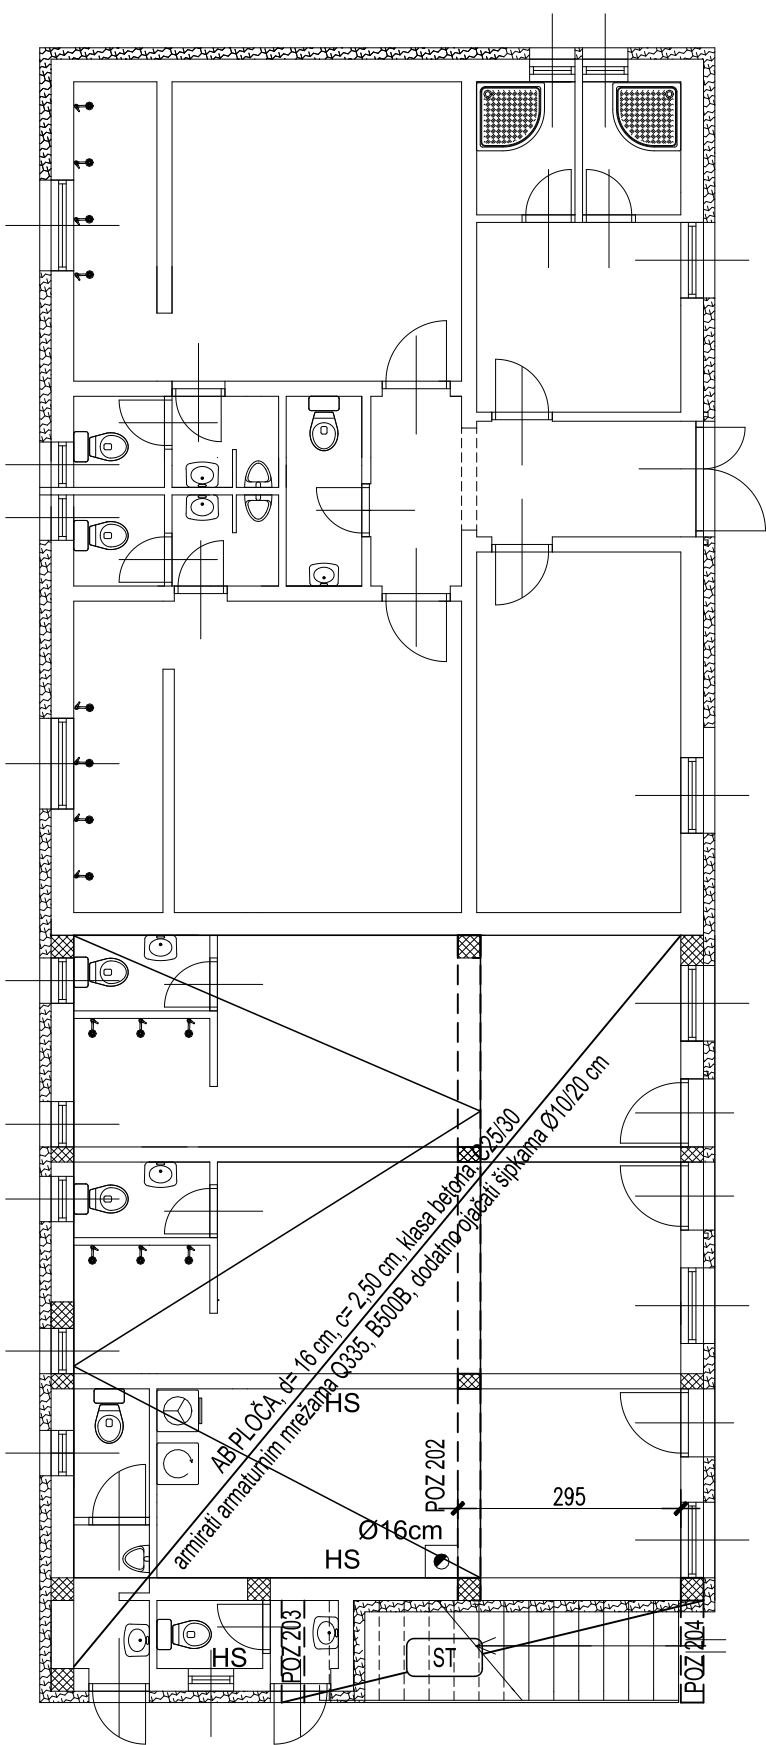 AB PLOČA, d= 16 cm, c= 2,50 cm, klasa betona, C25/30
armirati armaturnim mrežama Q335, B500B, dodatno ojačati šipkama Ø10/20 cm
HS
POZ 202
295
Ø16cm
HS
POZ 203
HS
ST
POZ 204